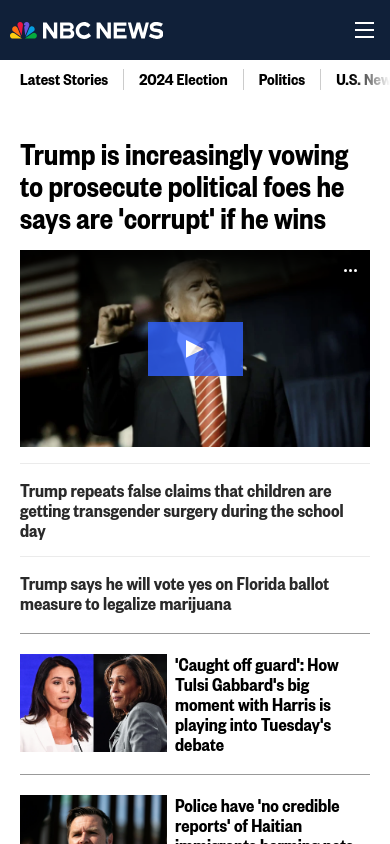 NBC NEWS
Latest Stories
2024 Election
Politics
U.S. New
Trump is increasingly vowing
to prosecute political foes he
says are 'corrupt' if he wins
Trump repeats false claims that children are
getting transgender surgery during the school
day
Trump says he will vote yes on Florida ballot
measure to legalize marijuana
'Caught off guard': How
Tulsi Gabbard's big
moment with Harris is
playing into Tuesday's
debate
Police have 'no credible
reports' of Haitian
immigrants harming pets